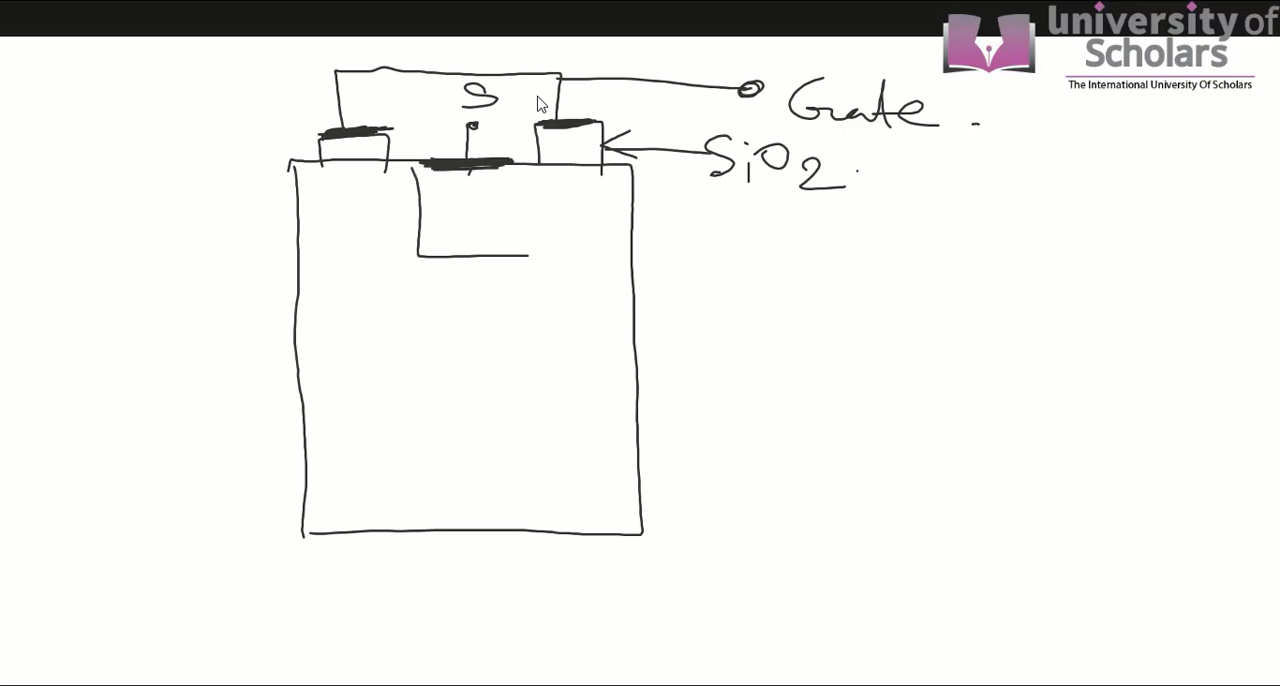 University of
Scholars
The International University Of Scholars
S
Gate.
SiO2.